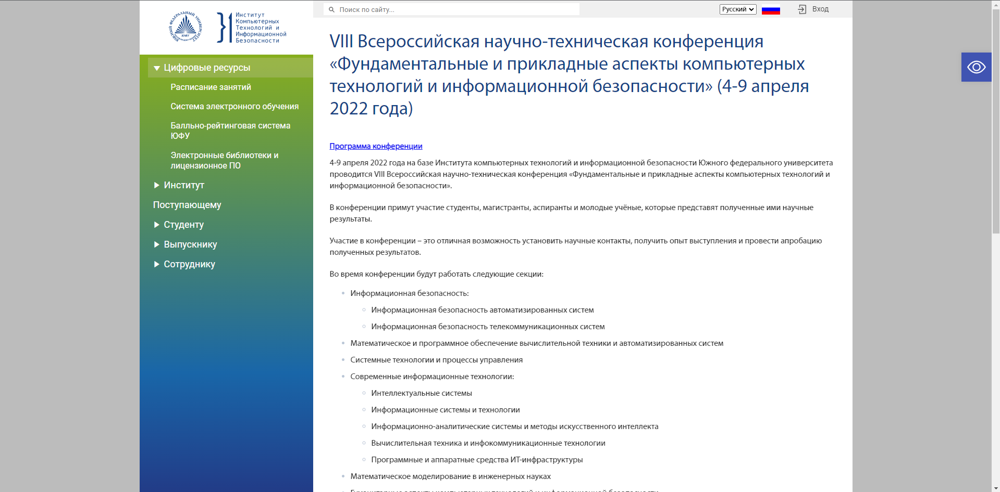 Институт
Компьютерных
Технологий и
Информационной
Безопасности
ЮЖНЫЙ ФЕДЕРАЛЬНЫЙ УНИВЕРСИТЕТ
ЮФУ
Поиск по сайту...
Русский
Вход
Цифровые ресурсы
Расписание занятий
Система электронного обучения
Балльно-рейтинговая система
ЮФУ
Электронные библиотеки и
лицензионное ПО
Институт
Поступающему
Студенту
Выпускнику
Сотруднику
VIII Всероссийская научно-техническая конференция
«Фундаментальные и прикладные аспекты компьютерных
технологий и информационной безопасности» (4-9 апреля
2022 года)
Программа конференции
4-9 апреля 2022 года на базе Института компьютерных технологий и информационной безопасности Южного федерального университета
проводится VIII Всероссийская научно-техническая конференция «Фундаментальные и прикладные аспекты компьютерных технологий и
информационной безопасности».
В конференции примут участие студенты, магистранты, аспиранты и молодые учёные, которые представят полученные ими научные
результаты.
Участие в конференции – это отличная возможность установить научные контакты, получить опыт выступления и провести апробацию
полученных результатов.
Во время конференции будут работать следующие секции:
Информационная безопасность:
Информационная безопасность автоматизированных систем
Информационная безопасность телекоммуникационных систем
Математическое и программное обеспечение вычислительной техники и автоматизированных систем
Системные технологии и процессы управления
Современные информационные технологии:
Интеллектуальные системы
Информационные системы и технологии
Информационно-аналитические системы и методы искусственного интеллекта
Вычислительная техника и инфокоммуникационные технологии
Программные и аппаратные средства ИТ-инфраструктуры
Математическое моделирование в инженерных науках
Гуманитарные аспекты компьютерных технологий и информационной безопасности